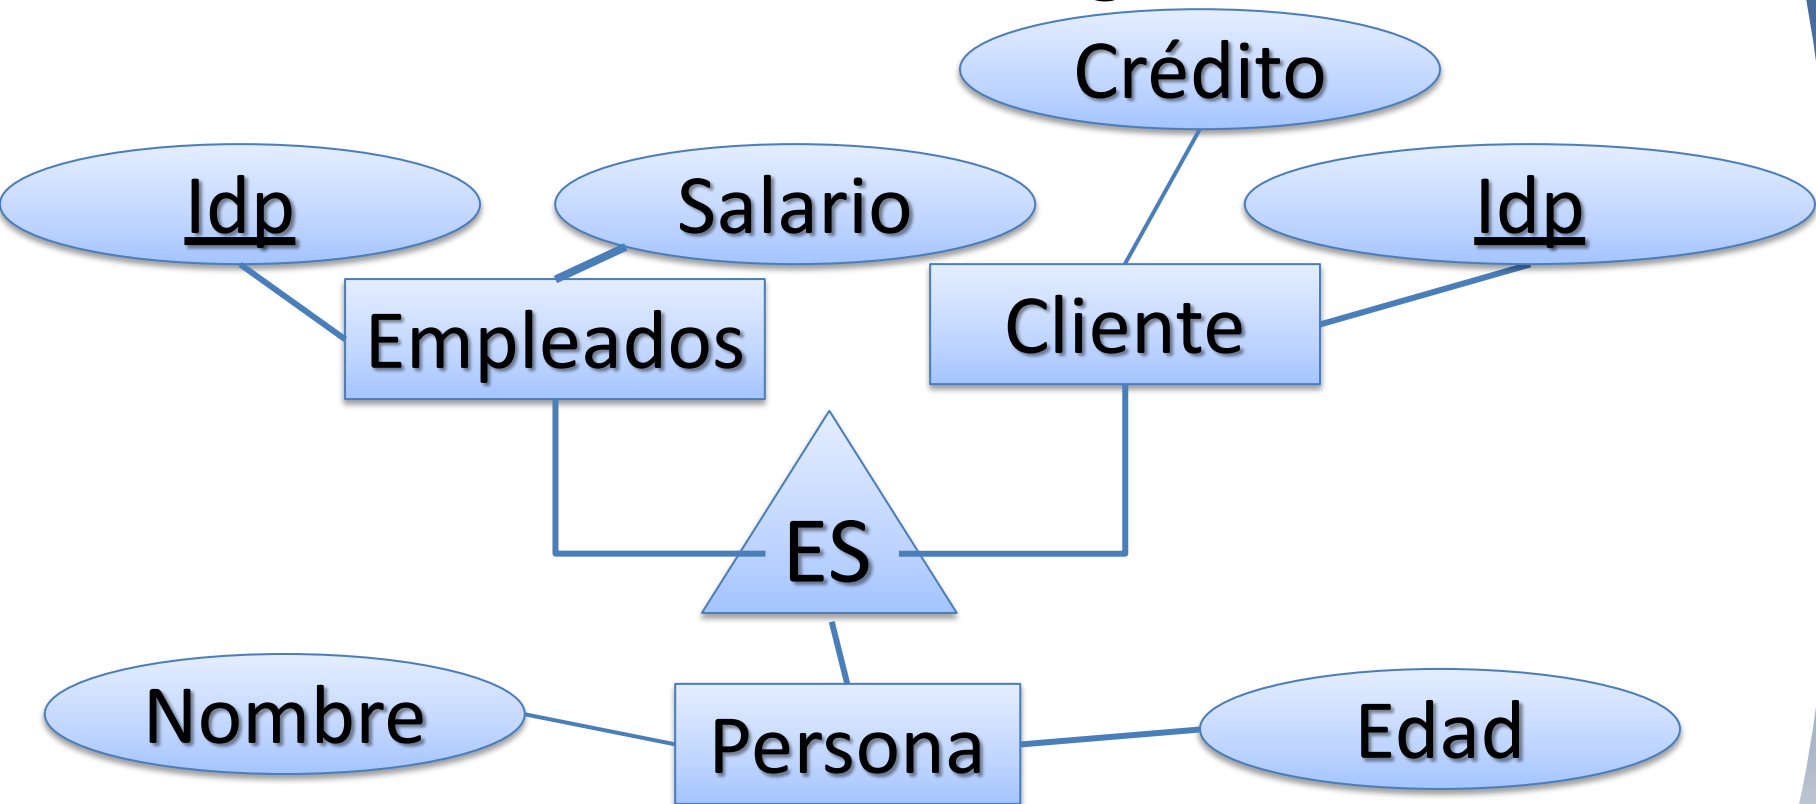 Crédito
Idp
Salario
Idp
Empleados
Cliente
ES
Nombre
Persona
Edad